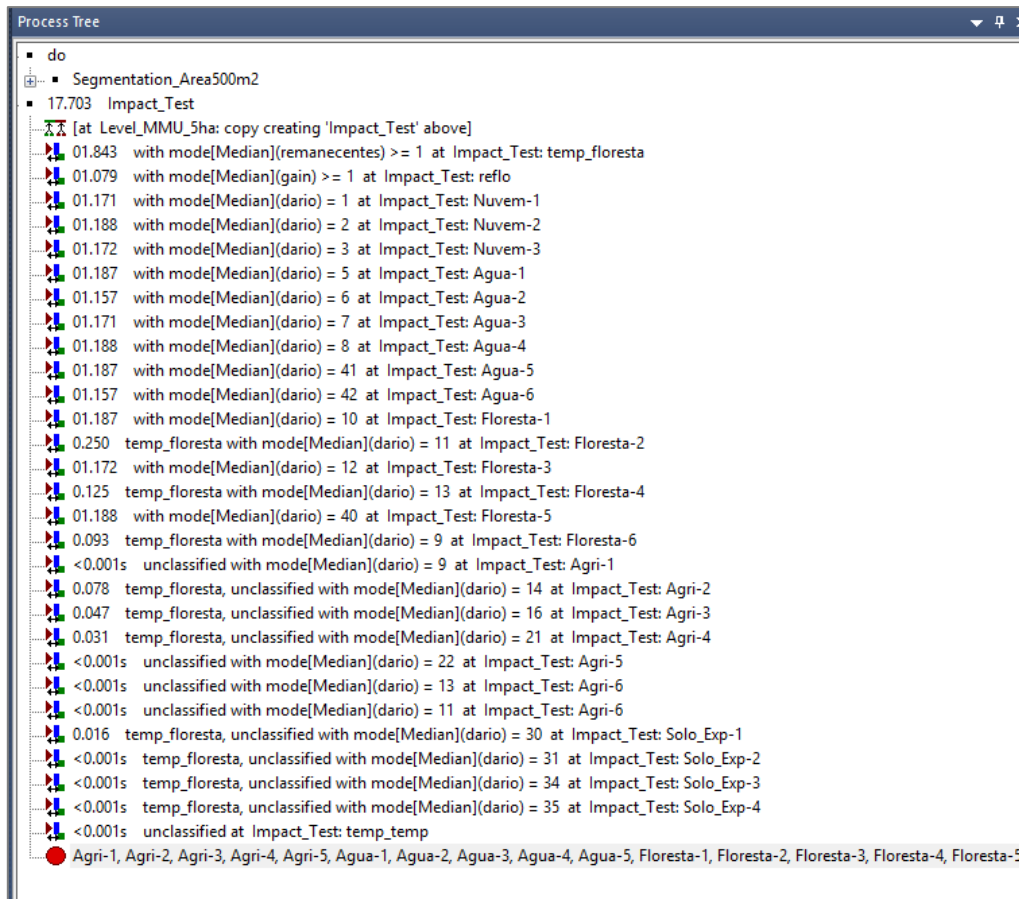 Process Tree
do
Segmentation_Area500m2
17.703 Impact_Test
[at Level_MMU_5ha: copy creating 'Impact_Test' above]
01.843 with mode[Median](remanecentes) >= 1 at Impact_Test: temp_floresta
01.079 with mode[Median](gain) >= 1 at Impact_Test: reflo
01.171 with mode[Median](dario) = 1 at Impact_Test: Nuvem-1
01.188 with mode[Median](dario) = 2 at Impact_Test: Nuvem-2
01.172 with mode[Median](dario) = 3 at Impact_Test: Nuvem-3
01.187 with mode[Median](dario) = 5 at Impact_Test: Agua-1
01.157 with mode[Median](dario) = 6 at Impact_Test: Agua-2
01.171 with mode[Median](dario) = 7 at Impact_Test: Agua-3
01.188 with mode[Median](dario) = 8 at Impact_Test: Agua-4
01.187 with mode[Median](dario) = 41 at Impact_Test: Agua-5
01.157 with mode[Median](dario) = 42 at Impact_Test: Agua-6
01.187 with mode[Median](dario) = 10 at Impact_Test: Floresta-1
0.250 temp_floresta with mode[Median](dario) = 11 at Impact_Test: Floresta-2
01.172 with mode[Median](dario) = 12 at Impact_Test: Floresta-3
0.125 temp_floresta with mode[Median](dario) = 13 at Impact_Test: Floresta-4
01.188 with mode[Median](dario) = 40 at Impact_Test: Floresta-5
0.093 temp_floresta with mode[Median](dario) = 9 at Impact_Test: Floresta-6
<0.001s unclassified with mode[Median](dario) = 9 at Impact_Test: Agri-1
0.078 temp_floresta, unclassified with mode[Median](dario) = 14 at Impact_Test: Agri-2
0.047 temp_floresta, unclassified with mode[Median](dario) = 16 at Impact_Test: Agri-3
0.031 temp_floresta, unclassified with mode[Median](dario) = 21 at Impact_Test: Agri-4
<0.001s unclassified with mode[Median](dario) = 22 at Impact_Test: Agri-5
<0.001s unclassified with mode[Median](dario) = 13 at Impact_Test: Agri-6
<0.001s unclassified with mode[Median](dario) = 11 at Impact_Test: Agri-6
0.016 temp_floresta, unclassified with mode[Median](dario) = 30 at Impact_Test: Solo_Exp-1
<0.001s temp_floresta, unclassified with mode[Median](dario) = 31 at Impact_Test: Solo_Exp-2
<0.001s temp_floresta, unclassified with mode[Median](dario) = 34 at Impact_Test: Solo_Exp-3
<0.001s temp_floresta, unclassified with mode[Median](dario) = 35 at Impact_Test: Solo_Exp-4
<0.001s unclassified at Impact_Test: temp_temp
Agri-1, Agri-2, Agri-3, Agri-4, Agri-5, Agua-1, Agua-2, Agua-3, Agua-4, Agua-5, Floresta-1, Floresta-2, Floresta-3, Floresta-4, Floresta-5